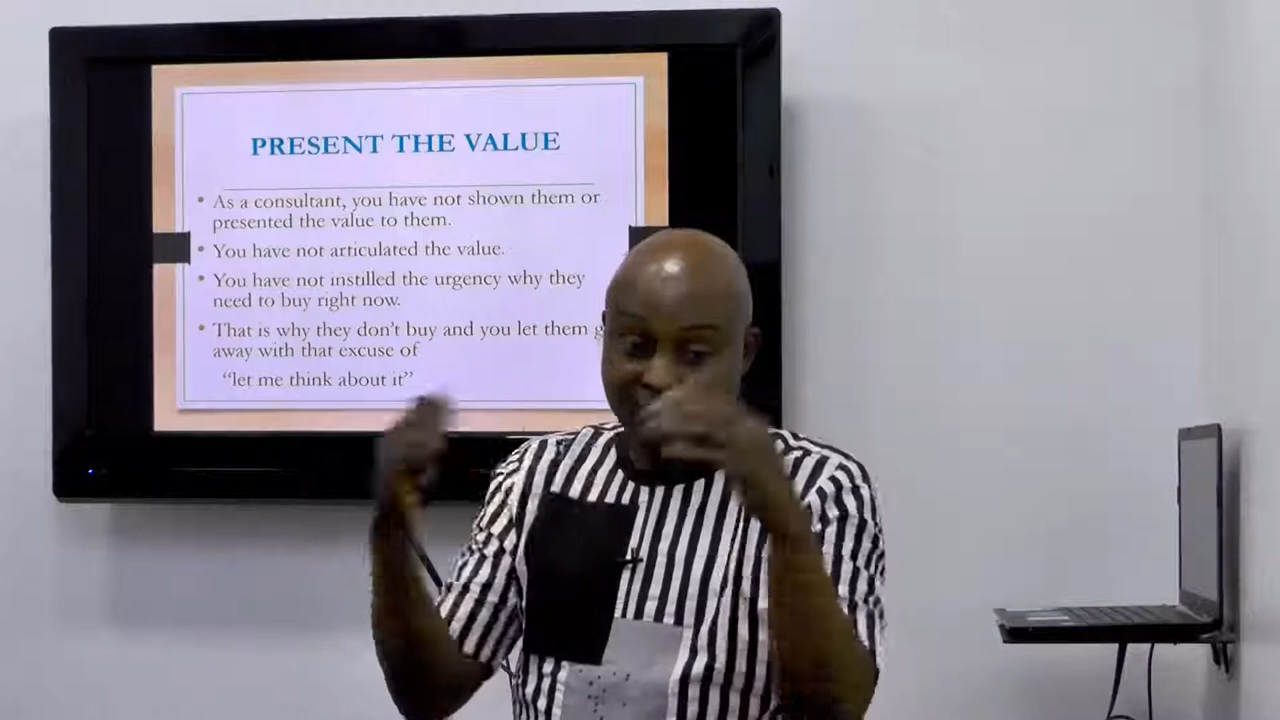 PRESENT THE VALUE
• As a consultant, you have not shown them or
presented the value to them.
• You have not articulated the value.
• You have not instilled the urgency why they
need to buy right now.
• That is why they don't buy and you let them
away with that excuse of
“let me think about it”